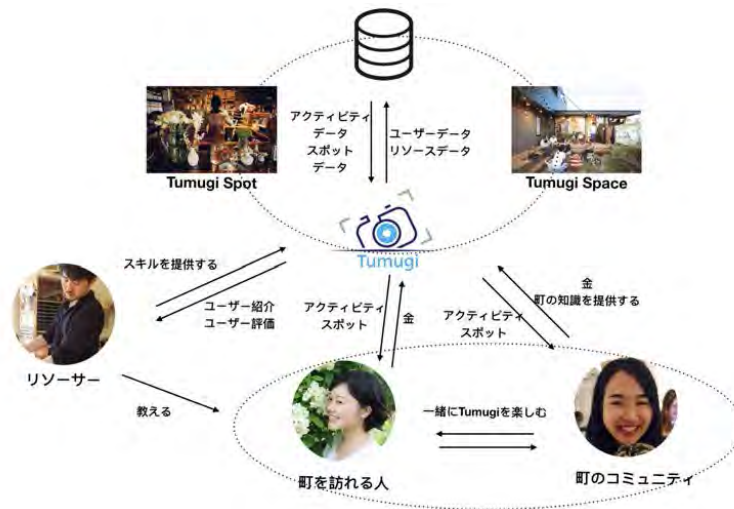 アクティビティ
データ
スポット
データ
ユーザーデータ
リソースデータ
Tumugi Spot
Tumugi Space
Tumugi
スキルを提供する
ユーザー紹介
ユーザー評価
アクティビティ
スポット
金
アクティビティ
スポット
金
町の知識を提供する
リソーサー
教える
一緒にTumugiを楽しむ
町を訪れる人
町のコミュニティ